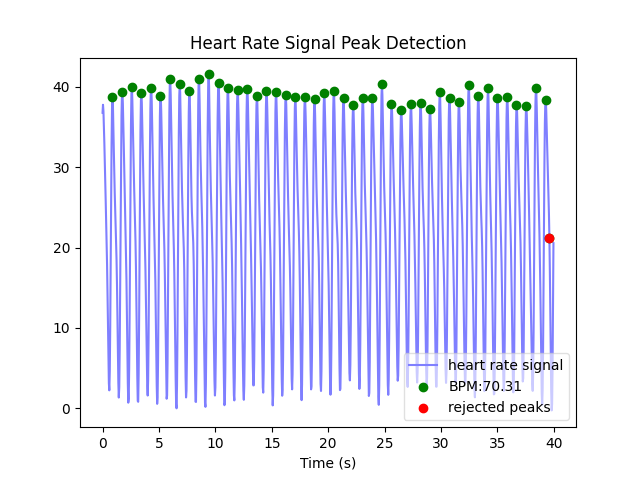 Heart Rate Signal Peak Detection
40
30
20
10
0
heart rate signal
BPM:70.31
rejected peaks
0 5 10 15 20 25 30 35 40
Time (s)